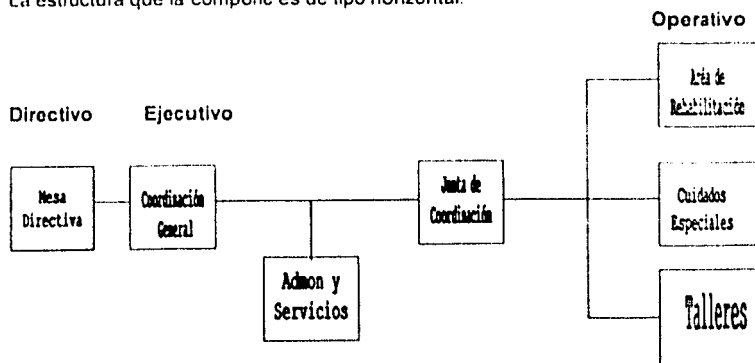 La estructura que la compone es de tipo horizontal.
Operativo
Directivo Ejecutivo
Area de
Rehabilitación
Mesa
Directiva
Coordinación
General
Junta de
Coordinación
Cuidados
Especiales
Admon y
Servicios
Talleres